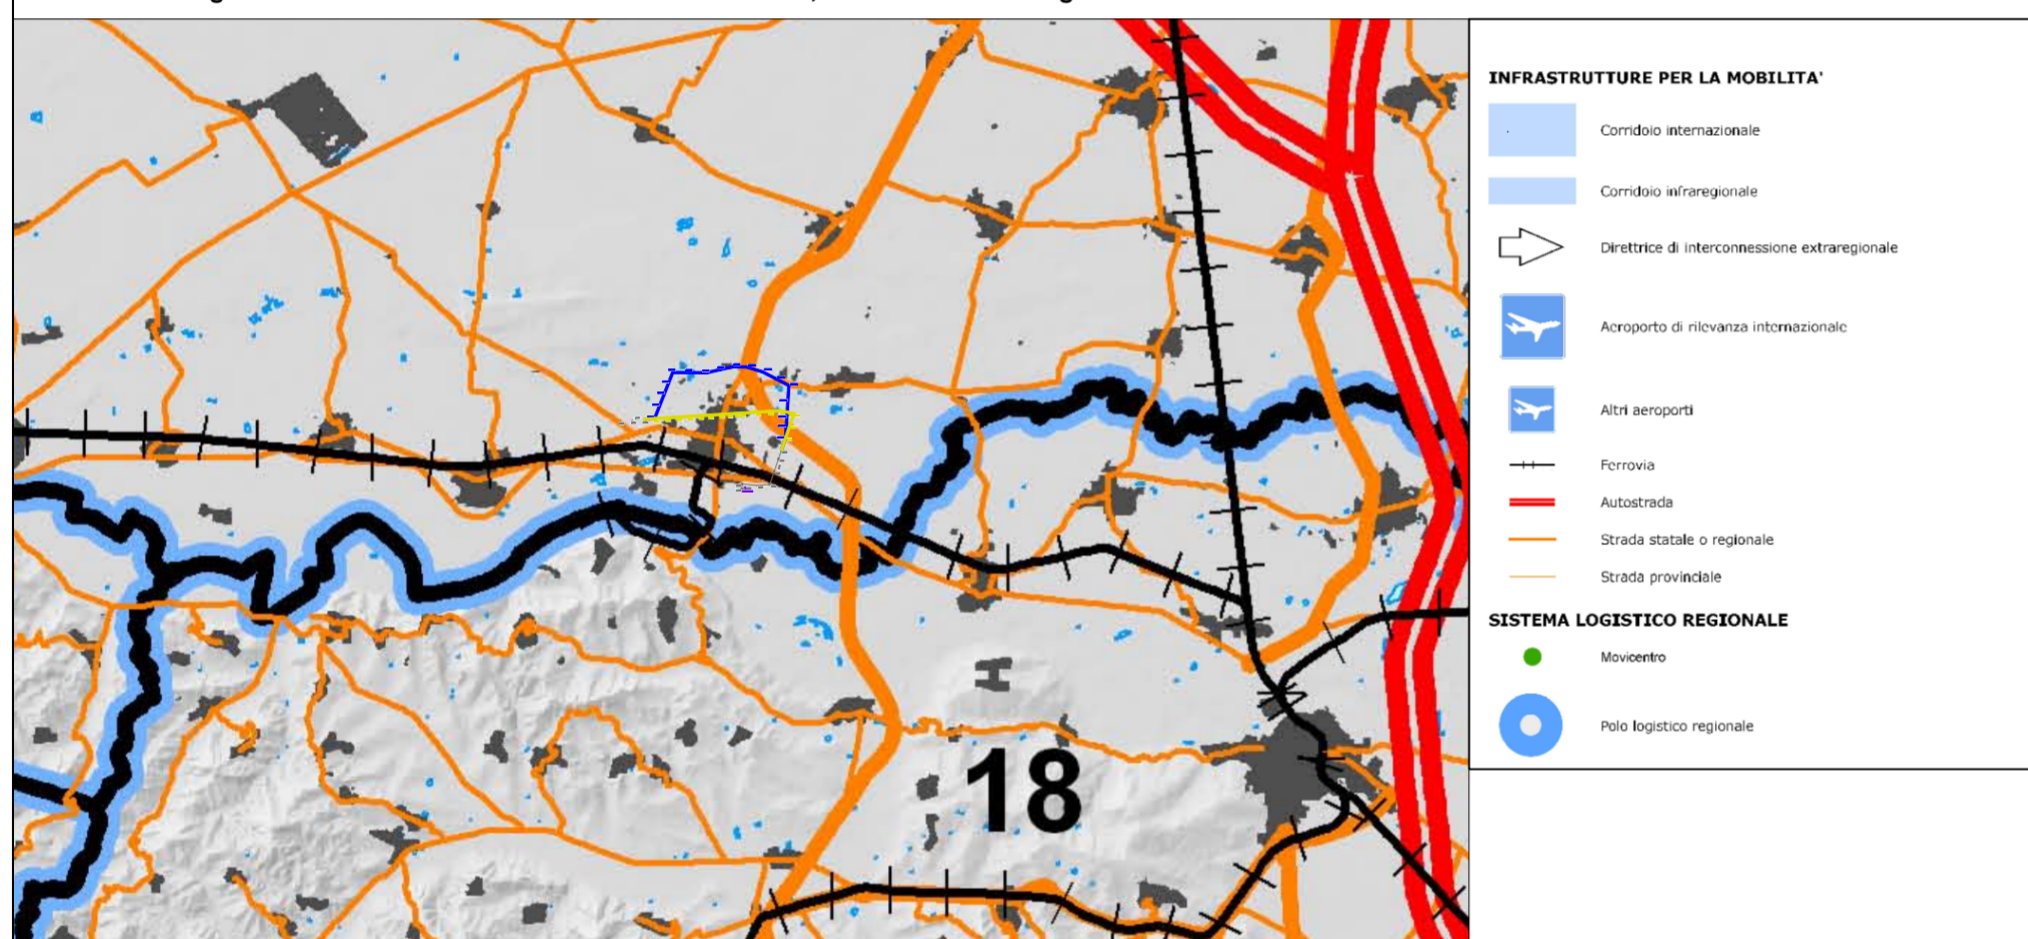 INFRASTRUTTURE PER LA MOBILITA'
Corridoio internazionale
Corridoio infraregionale
Direttrice di interconnessione extraregionale
Aeroporto di rilevanza internazionale
Altri aeroporti
Ferrovia
Autostrada
Strada statale o regionale
Strada provinciale
SISTEMA LOGISTICO REGIONALE
Movicentro
Polo logistico regionale
18